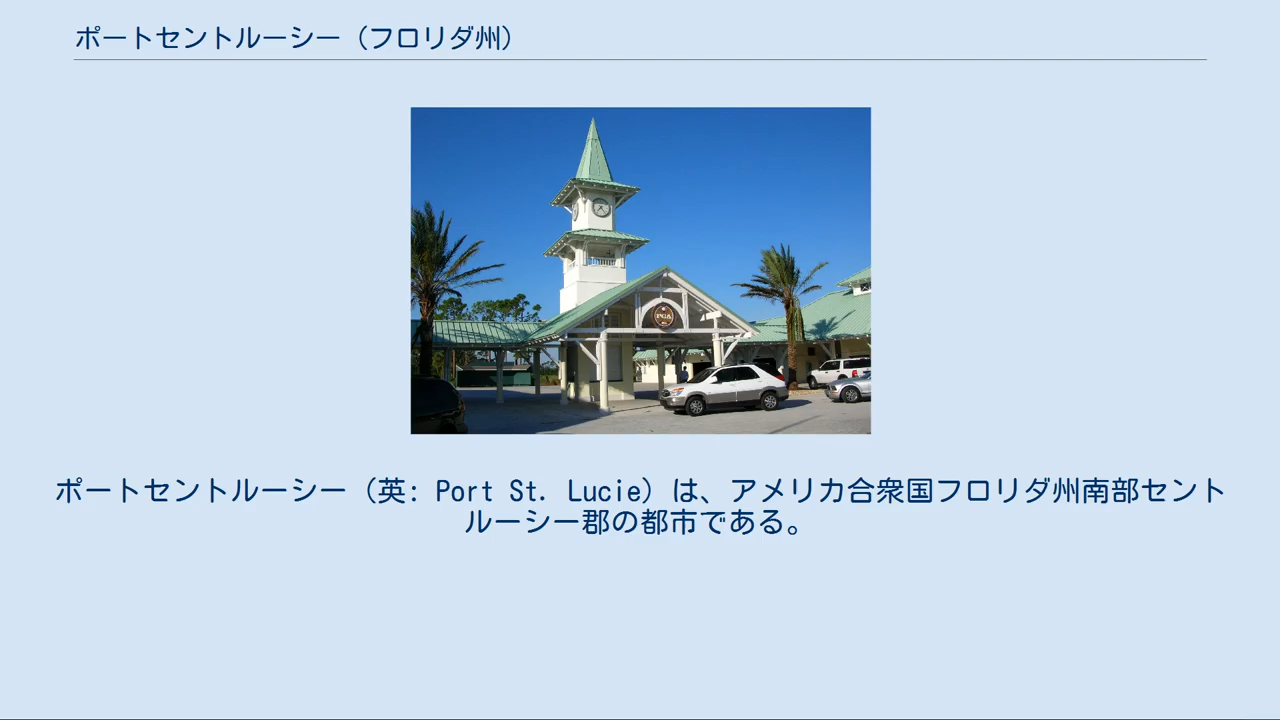 ポートセントルーシー（フロリダ州）
PGA
ポートセントルーシー（英: Port St. Lucie）は、アメリカ合衆国フロリダ州南部セント
ルーシー郡の都市である。